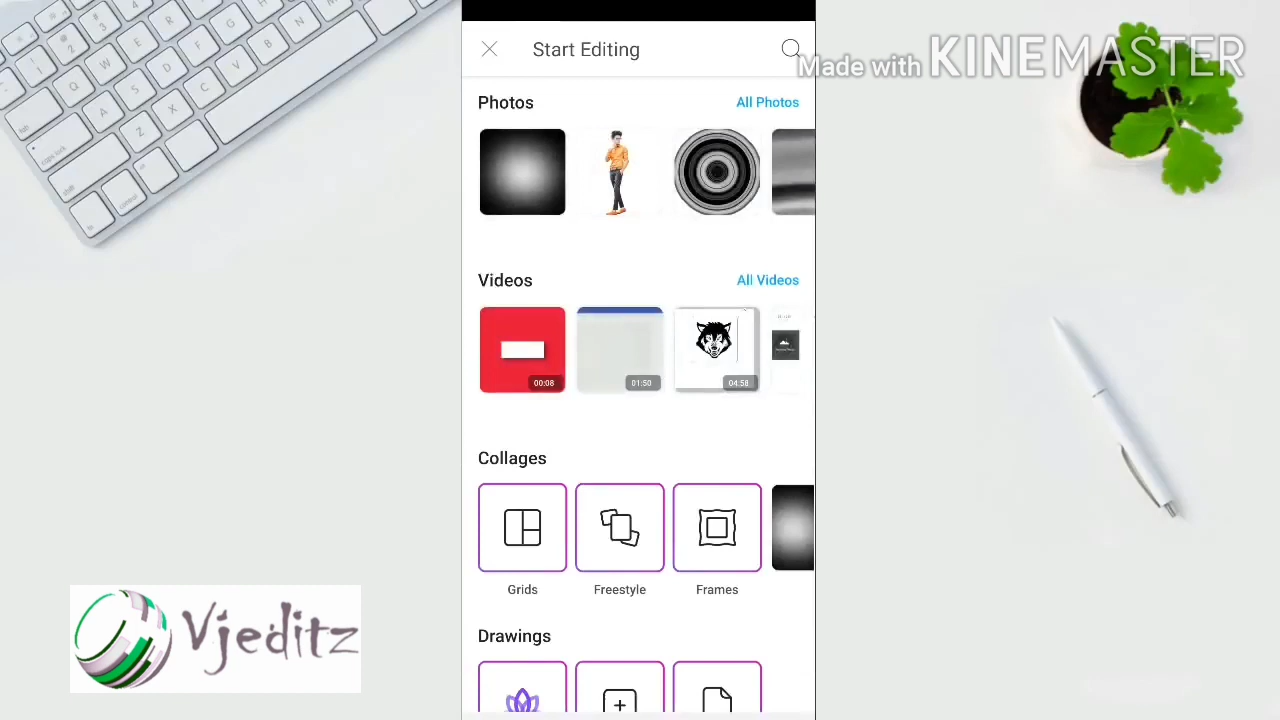 Start Editing
Made with KINEMASTER
Photos
All Photos
Videos
All Videos
00:08
01:50
04:58
Collages
Grids
Freestyle
Frames
Drawings
Vjeditz